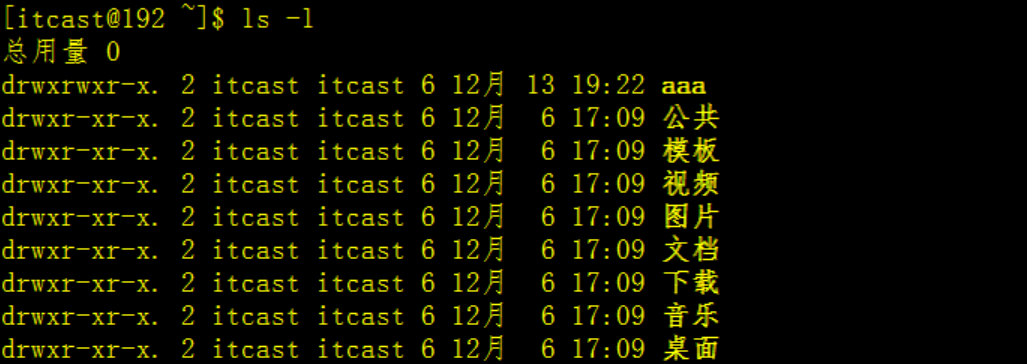 [itcast@192 ~]$ ls -l
总用量 0
drwxrwxr-x. 2 itcast itcast 6 12月 13 19:22 aaa
drwxr-xr-x. 2 itcast itcast 6 12月  6 17:09 公共
drwxr-xr-x. 2 itcast itcast 6 12月  6 17:09 模板
drwxr-xr-x. 2 itcast itcast 6 12月  6 17:09 视频
drwxr-xr-x. 2 itcast itcast 6 12月  6 17:09 图片
drwxr-xr-x. 2 itcast itcast 6 12月  6 17:09 文档
drwxr-xr-x. 2 itcast itcast 6 12月  6 17:09 下载
drwxr-xr-x. 2 itcast itcast 6 12月  6 17:09 音乐
drwxr-xr-x. 2 itcast itcast 6 12月  6 17:09 桌面